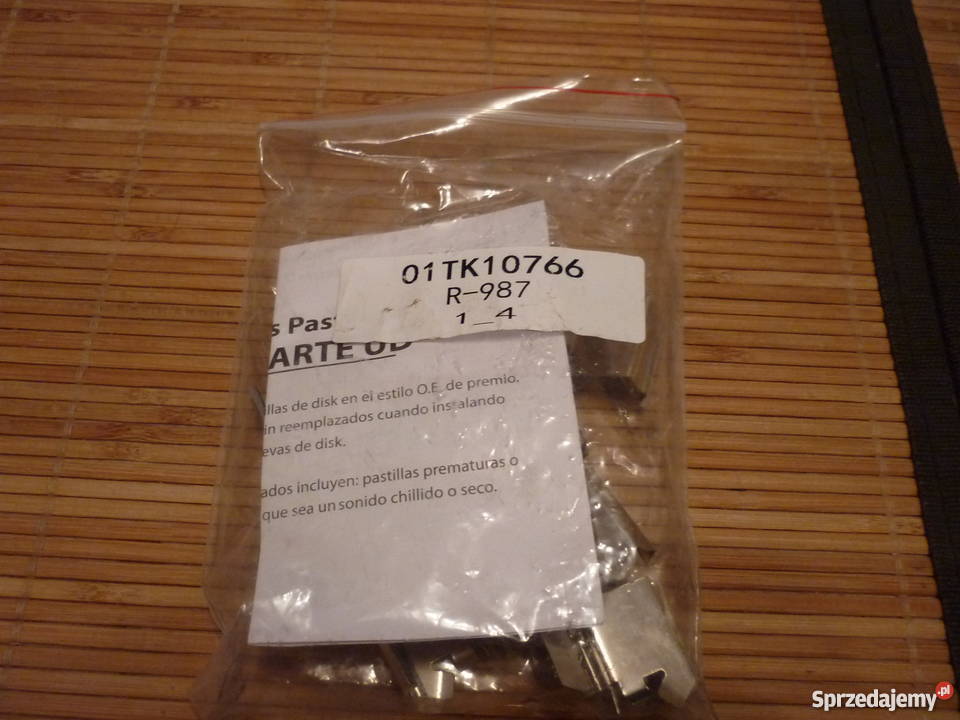 01TK10766
R-987
1-4
s Past
ARTE UD
llas de disk en el estilo O.E. de premio.
in reemplazados cuando instalando
evas de disk.
ados incluyen: pastillas prematuras o
que sea un sonido chillido o seco.
Sprzedajemy.pl